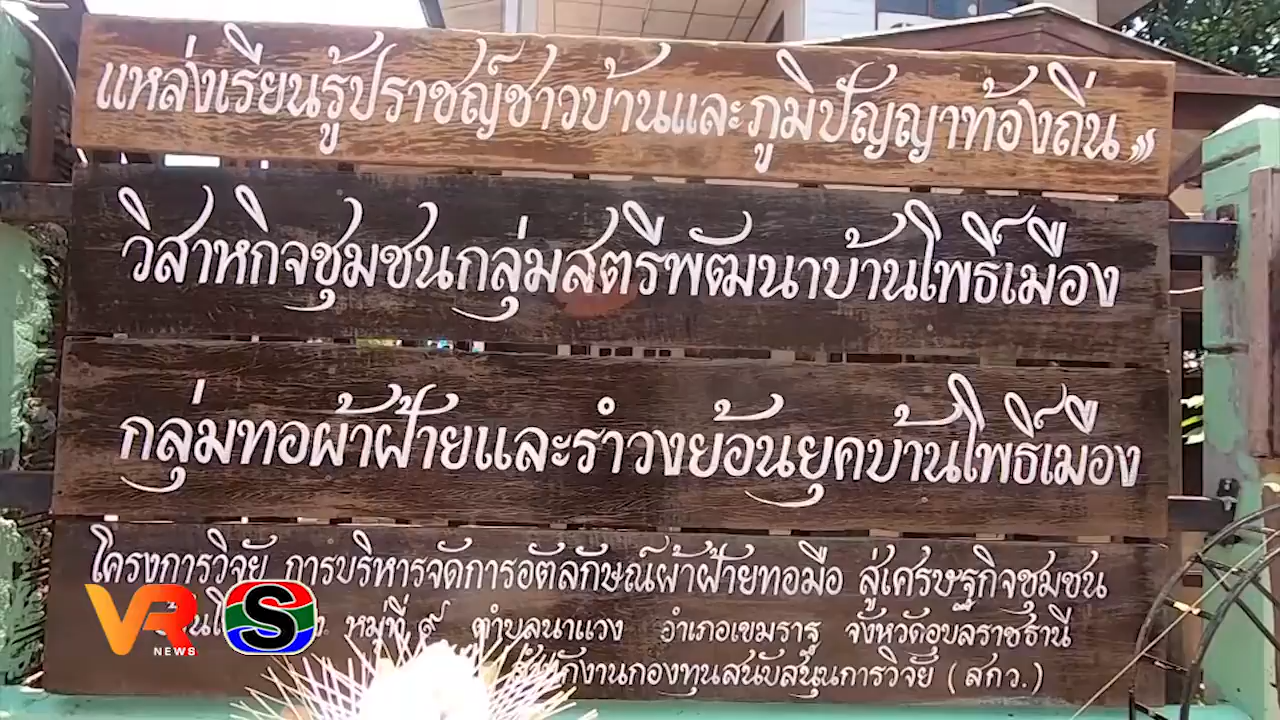 แหล่งเรียนรู้ปราชญ์ชาวบ้านและภูมิปัญญาท้องถิ่น
วิสาหกิจชุมชนกลุ่มสตรีพัฒนาบ้านโพธิ์เมือง
กลุ่มทอผ้าฝ้ายและรำวงย้อนยุคบ้านโพธิ์เมือง
โครงการวิจัย การบริหารจัดการอัตลักษณ์ผ้าฝ้ายทอมือ สู่เศรษฐกิจชุมชน
หมู่ที่ ๙ ตำบลนาแวง อำเภอเขมราฐ จังหวัดอุบลราชธานี
สำนักงานกองทุนสนับสนุนการวิจัย (สกว.)
VR NEWS S